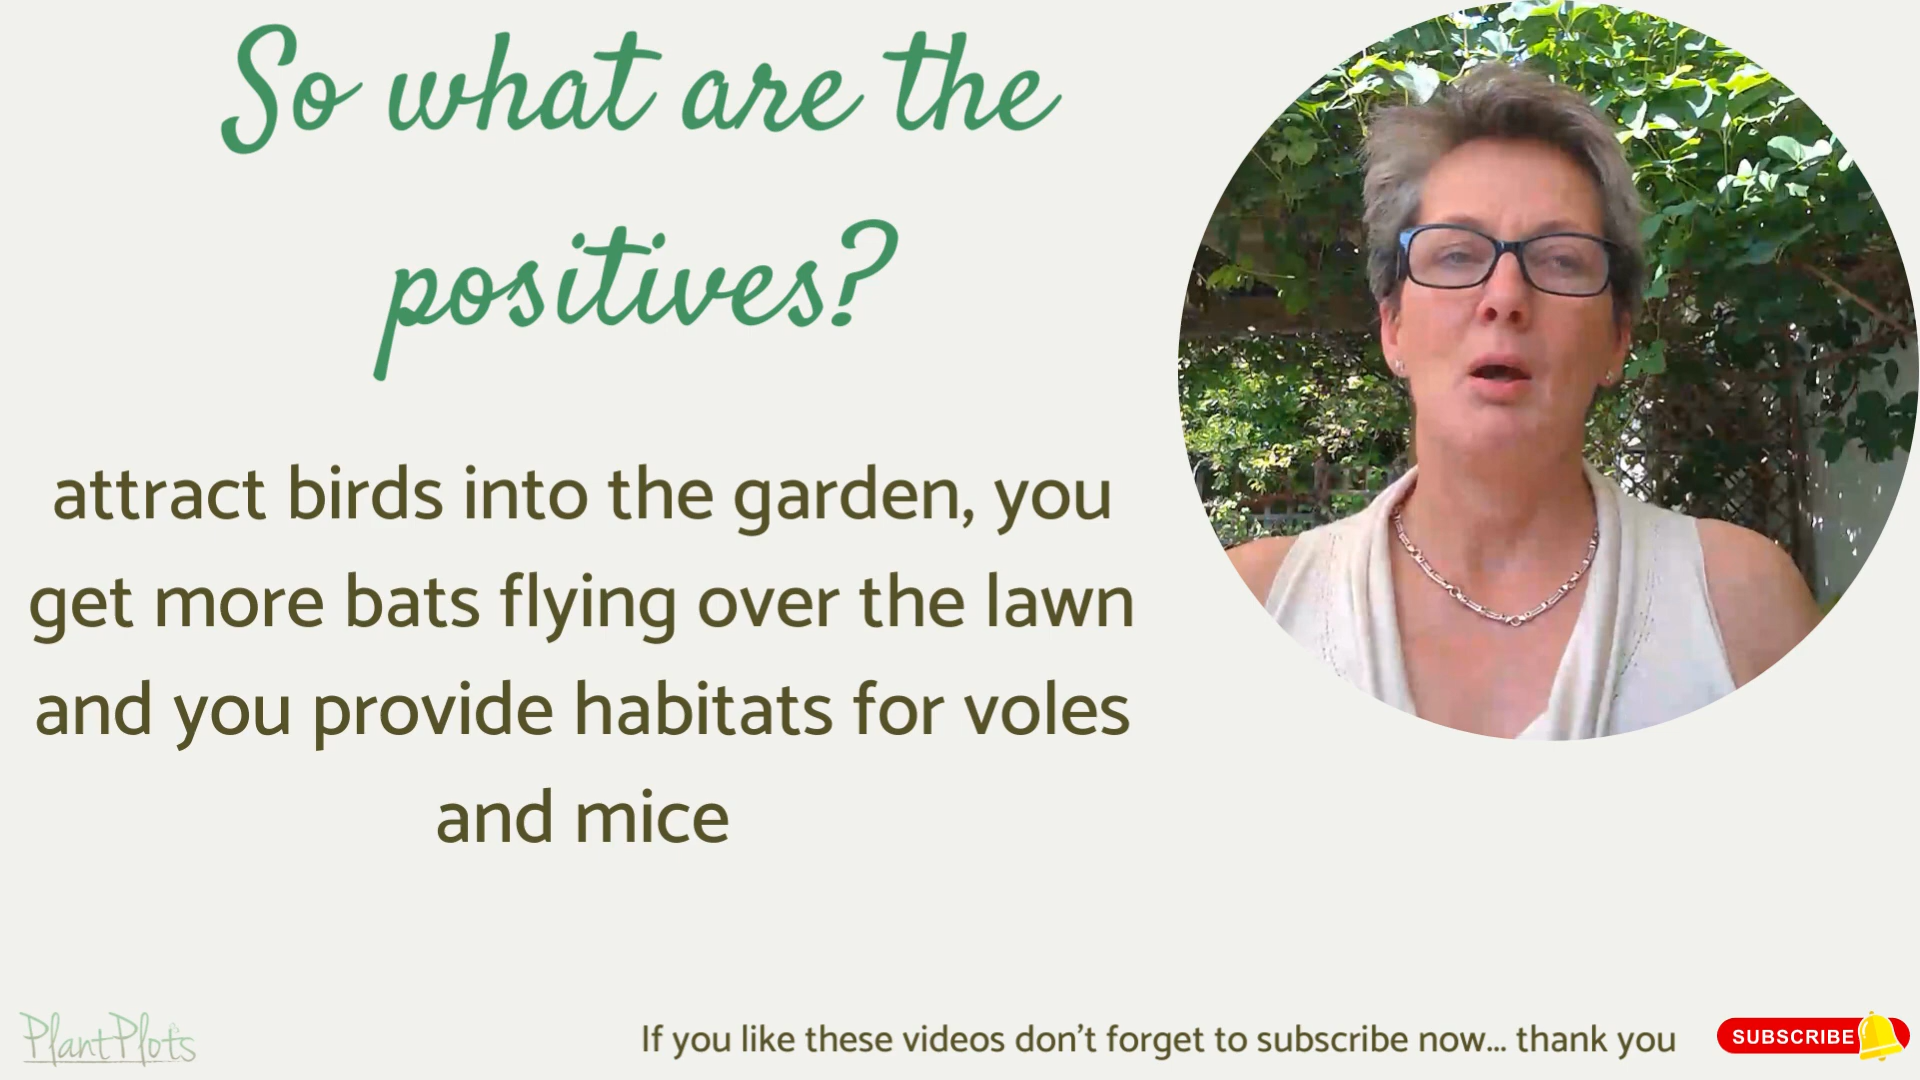 So what are the
positives?
attract birds into the garden, you
get more bats flying over the lawn
and you provide habitats for voles
and mice
PlantPlots
If you like these videos don't forget to subscribe now... thank you
SUBSCRIBE